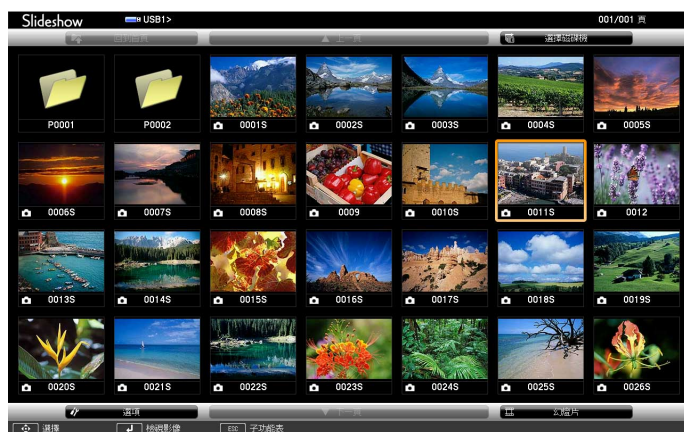 Slideshow USB1> 001/001 頁
回到首頁 ▲ 上一頁 選擇磁碟機
P0001 P0002 0001S 0002S 0003S 0004S 0005S
0006S 0007S 0008S 0009 0010S 0011S 0012
0013S 0014S 0015S 0016S 0017S 0018S 0019S
0020S 0021S 0022S 0023S 0024S 0025S 0026S
選項 ▼ 下一頁 幻燈片
選擇 檢視影像 ESC 子功能表